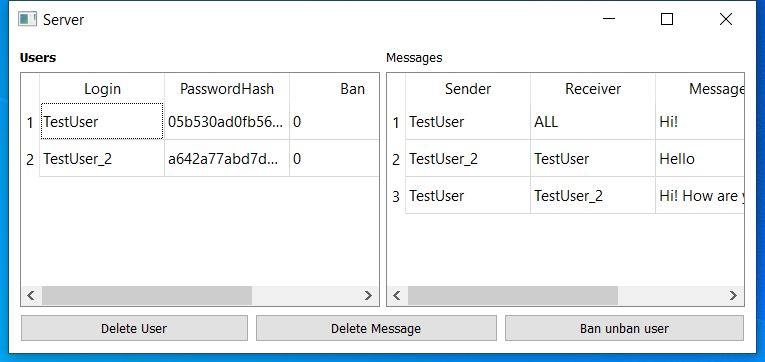 Server
Users
Messages
Login PasswordHash Ban
1 TestUser 05b530ad0fb56... 0
2 TestUser_2 a642a77abd7d... 0
Sender Receiver Message
1 TestUser ALL Hi!
2 TestUser_2 TestUser Hello
3 TestUser TestUser_2 Hi! How are
Delete User
Delete Message
Ban unban user